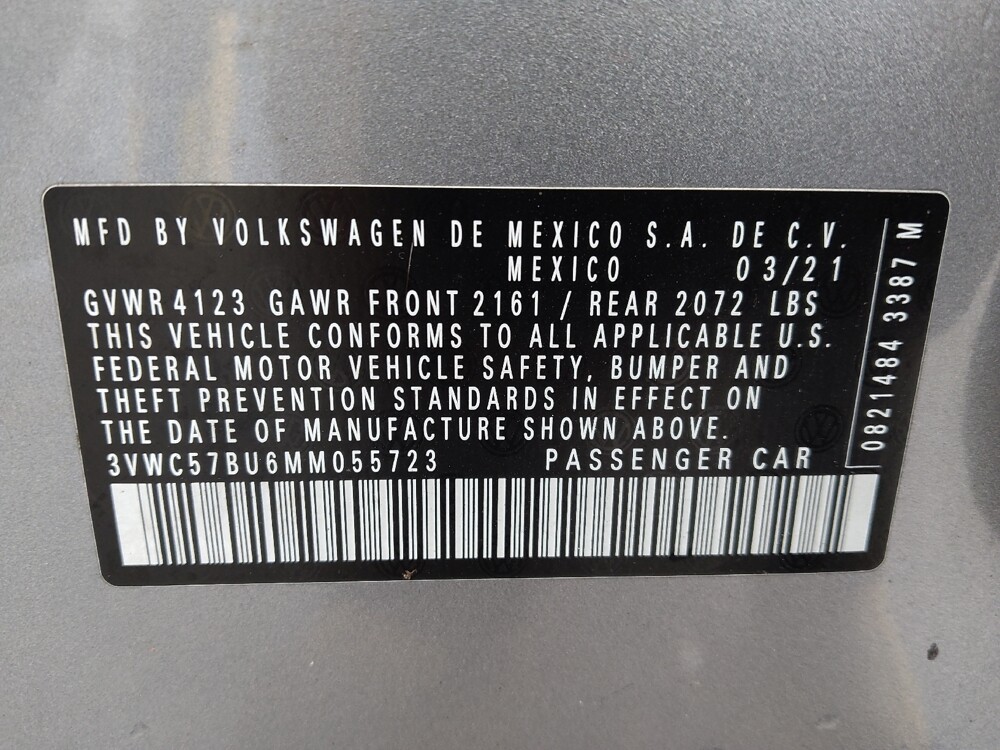 MFD BY VOLKSWAGEN DE MEXICO S.A. DE C.V.
MEXICO 03/21
GVWR 4123 GAWR FRONT 2161 / REAR 2072 LBS
THIS VEHICLE CONFORMS TO ALL APPLICABLE U.S.
FEDERAL MOTOR VEHICLE SAFETY, BUMPER AND
THEFT PREVENTION STANDARDS IN EFFECT ON
THE DATE OF MANUFACTURE SHOWN ABOVE.
3VWC57BU6MM055723 PASSENGER CAR
0821484 3387 M